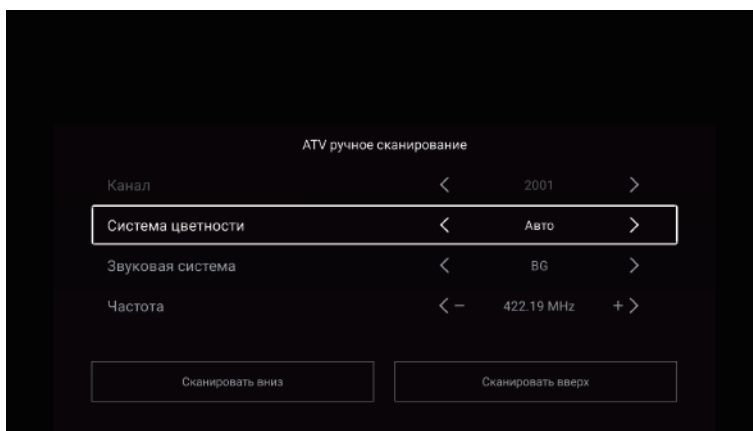 ATV ручное сканирование
Канал < 2001 >
Система цветности < Авто >
Звуковая система < BG >
Частота < − 422.19 MHz + >
Сканировать вниз Сканировать вверх